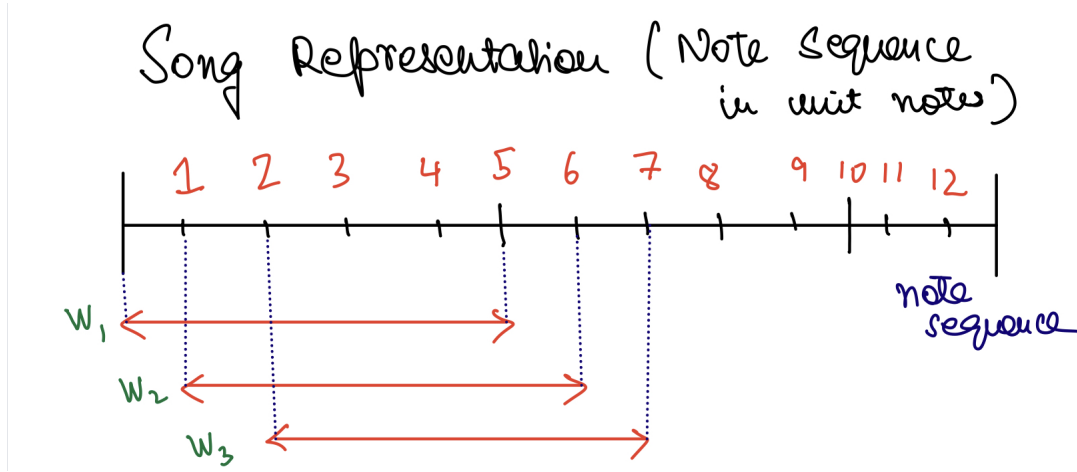 Song Representation (Note Sequence
in unit notes)
1 2 3 4 5 6 7 8 9 10 11 12
note
sequence
W1
W2
W3